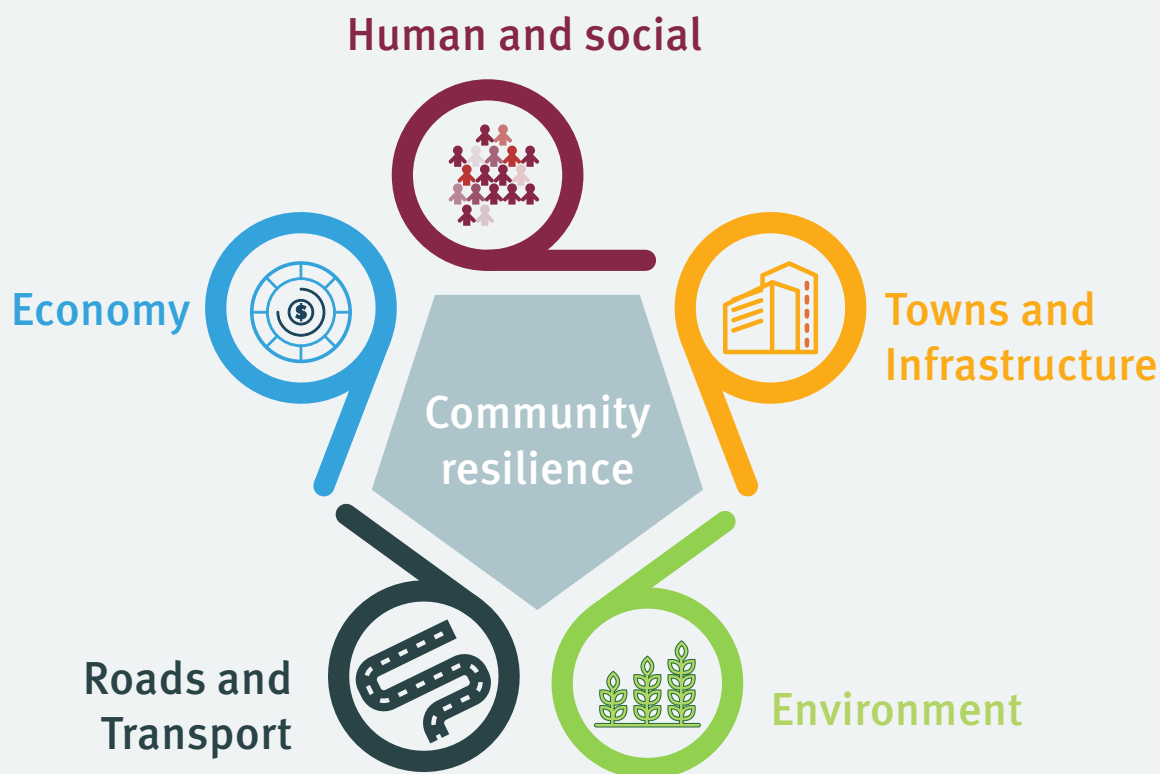 Human and social
Economy
Towns and
Infrastructure
Community
resilience
Roads and
Transport
Environment
$